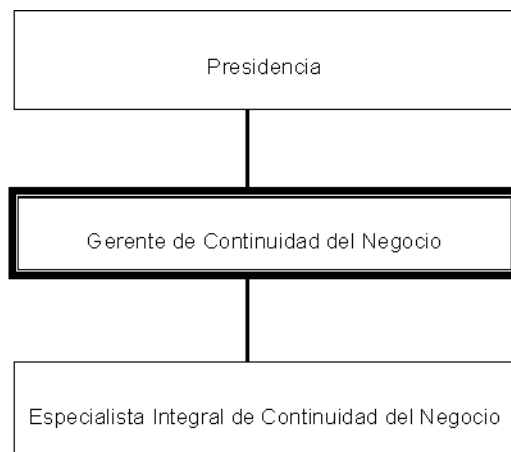 Presidencia
Gerente de Continuidad del Negocio
Especialista Integral de Continuidad del Negocio